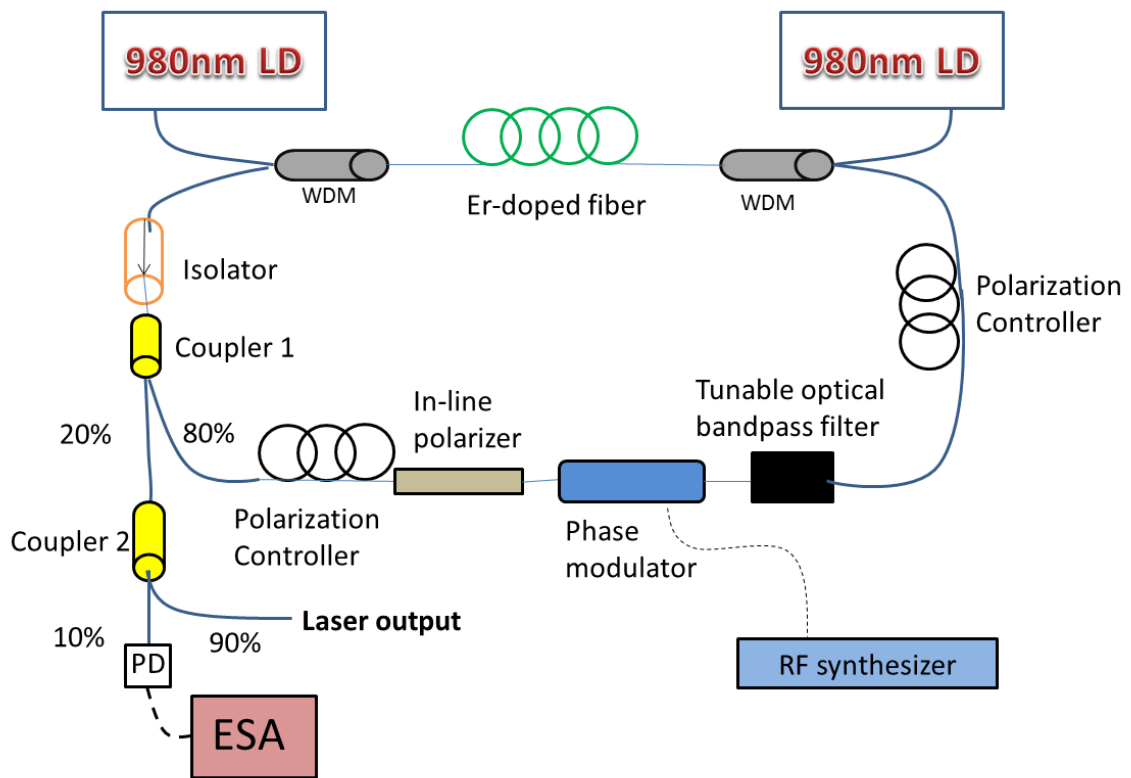 980nm LD
980nm LD
WDM
Er-doped fiber
WDM
Isolator
Polarization
Controller
Coupler 1
Tunable optical
bandpass filter
In-line
polarizer
20%
80%
Polarization
Controller
Phase
modulator
Coupler 2
Laser output
10%
90%
PD
RF synthesizer
ESA